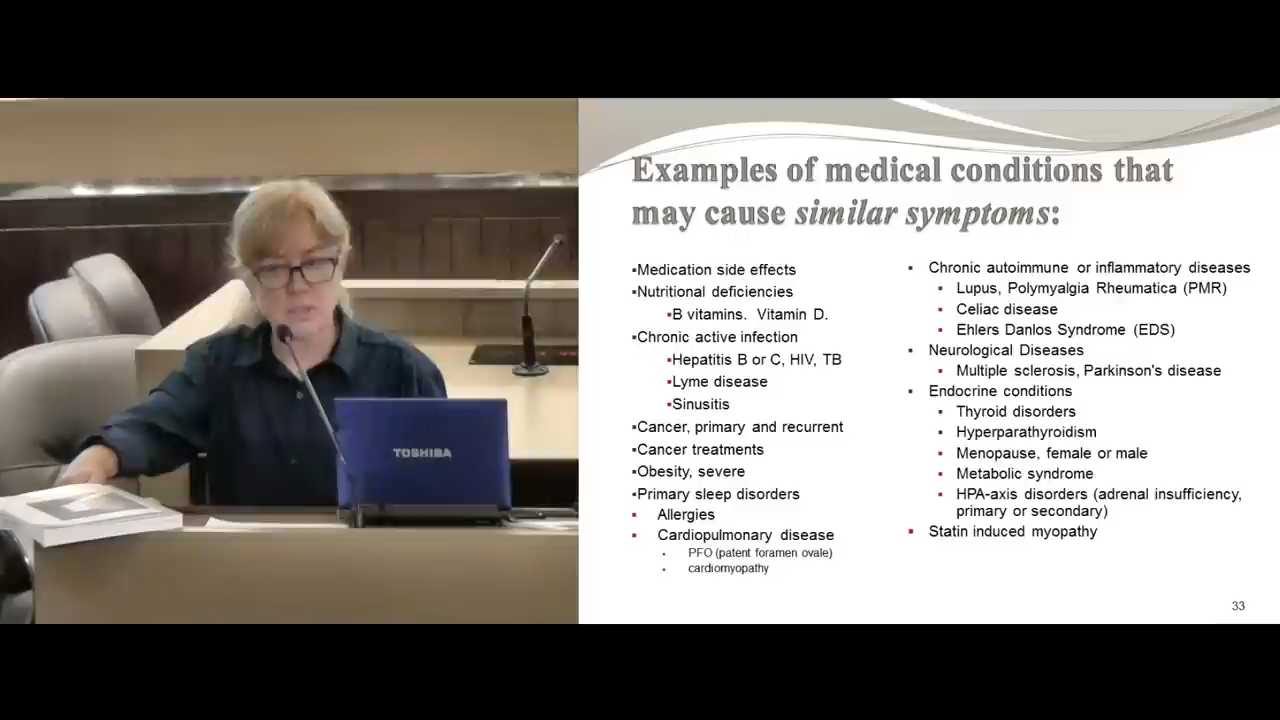 TOSHIBA
Examples of medical conditions that
may cause similar symptoms:
▪Medication side effects
▪Nutritional deficiencies
▪B vitamins. Vitamin D.
▪Chronic active infection
▪Hepatitis B or C, HIV, TB
▪Lyme disease
▪Sinusitis
▪Cancer, primary and recurrent
▪Cancer treatments
▪Obesity, severe
▪Primary sleep disorders
▪ Allergies
▪ Cardiopulmonary disease
▪ PFO (patent foramen ovale)
▪ cardiomyopathy
▪ Chronic autoimmune or inflammatory diseases
▪ Lupus, Polymyalgia Rheumatica (PMR)
▪ Celiac disease
▪ Ehlers Danlos Syndrome (EDS)
▪ Neurological Diseases
▪ Multiple sclerosis, Parkinson's disease
▪ Endocrine conditions
▪ Thyroid disorders
▪ Hyperparathyroidism
▪ Menopause, female or male
▪ Metabolic syndrome
▪ HPA-axis disorders (adrenal insufficiency,
primary or secondary)
▪ Statin induced myopathy
33